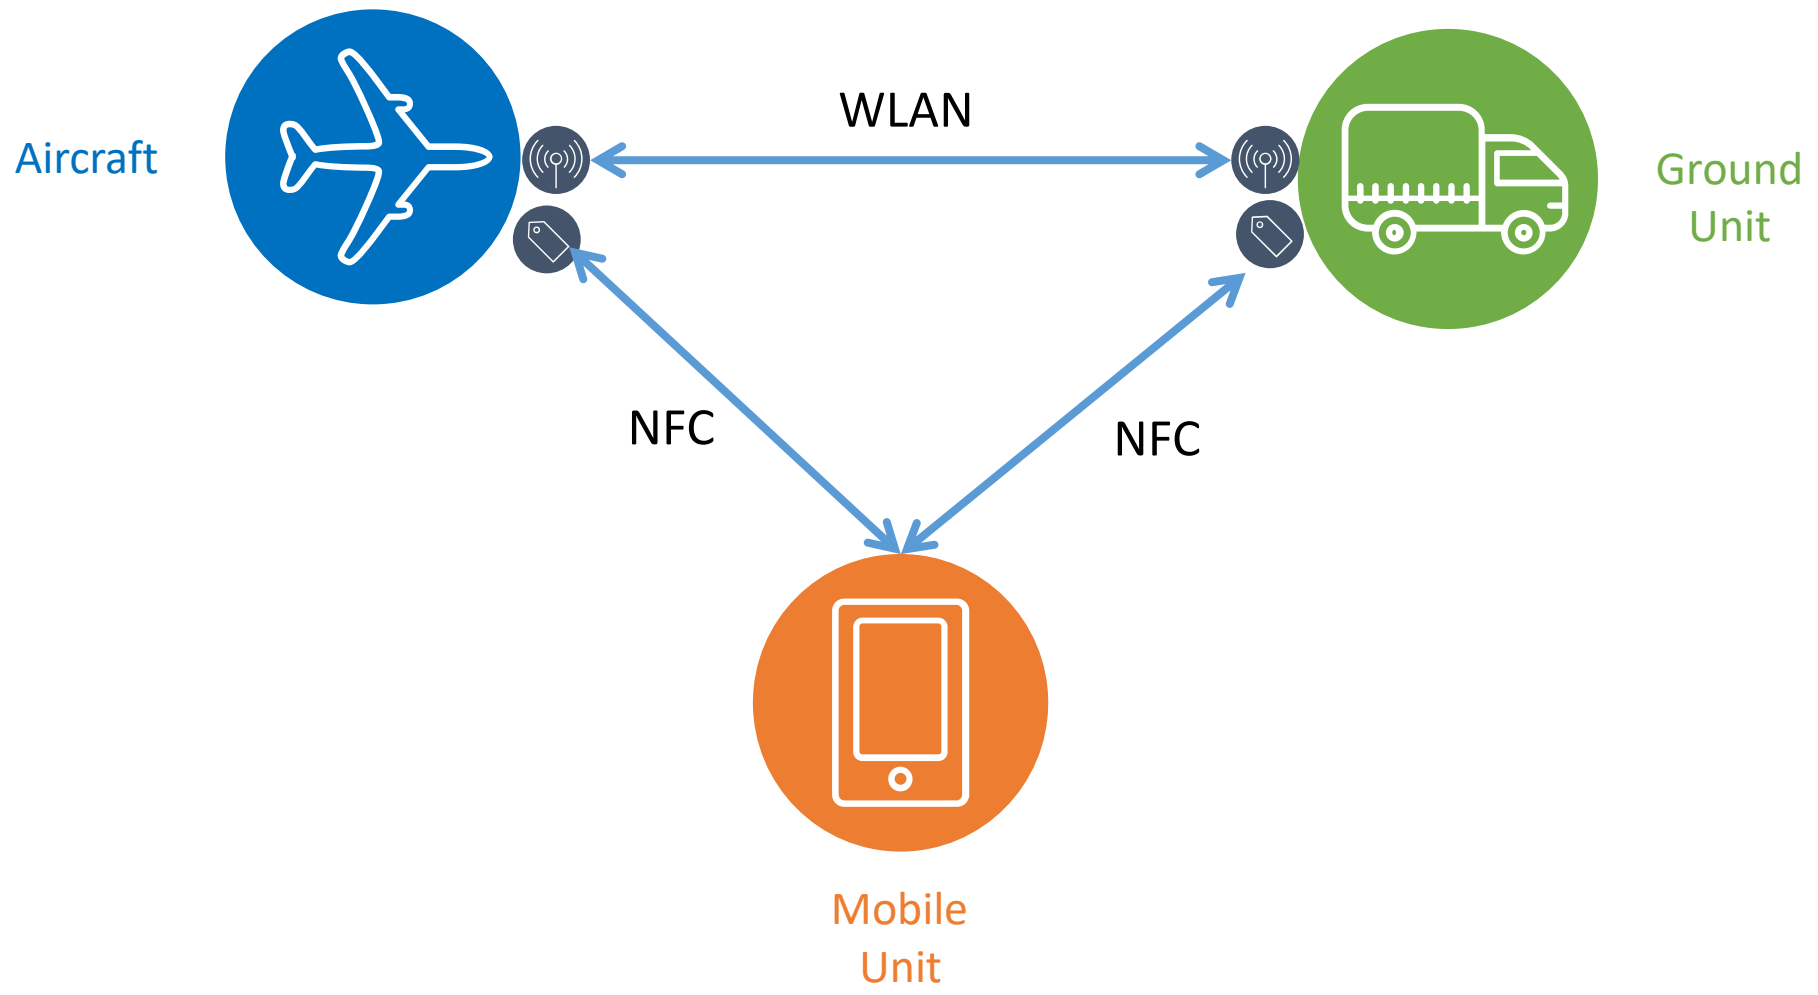 WLAN
Aircraft
Ground
Unit
NFC
NFC
Mobile
Unit